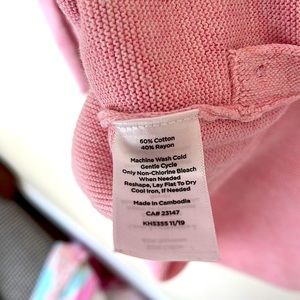 60% Cotton
40% Rayon
Machine Wash Cold
Gentle Cycle
Only Non-Chlorine Bleach
When Needed
Reshape, Lay Flat To Dry
Cool Iron, If Needed
Made in Cambodia
CA# 23147
KH5355 11/19